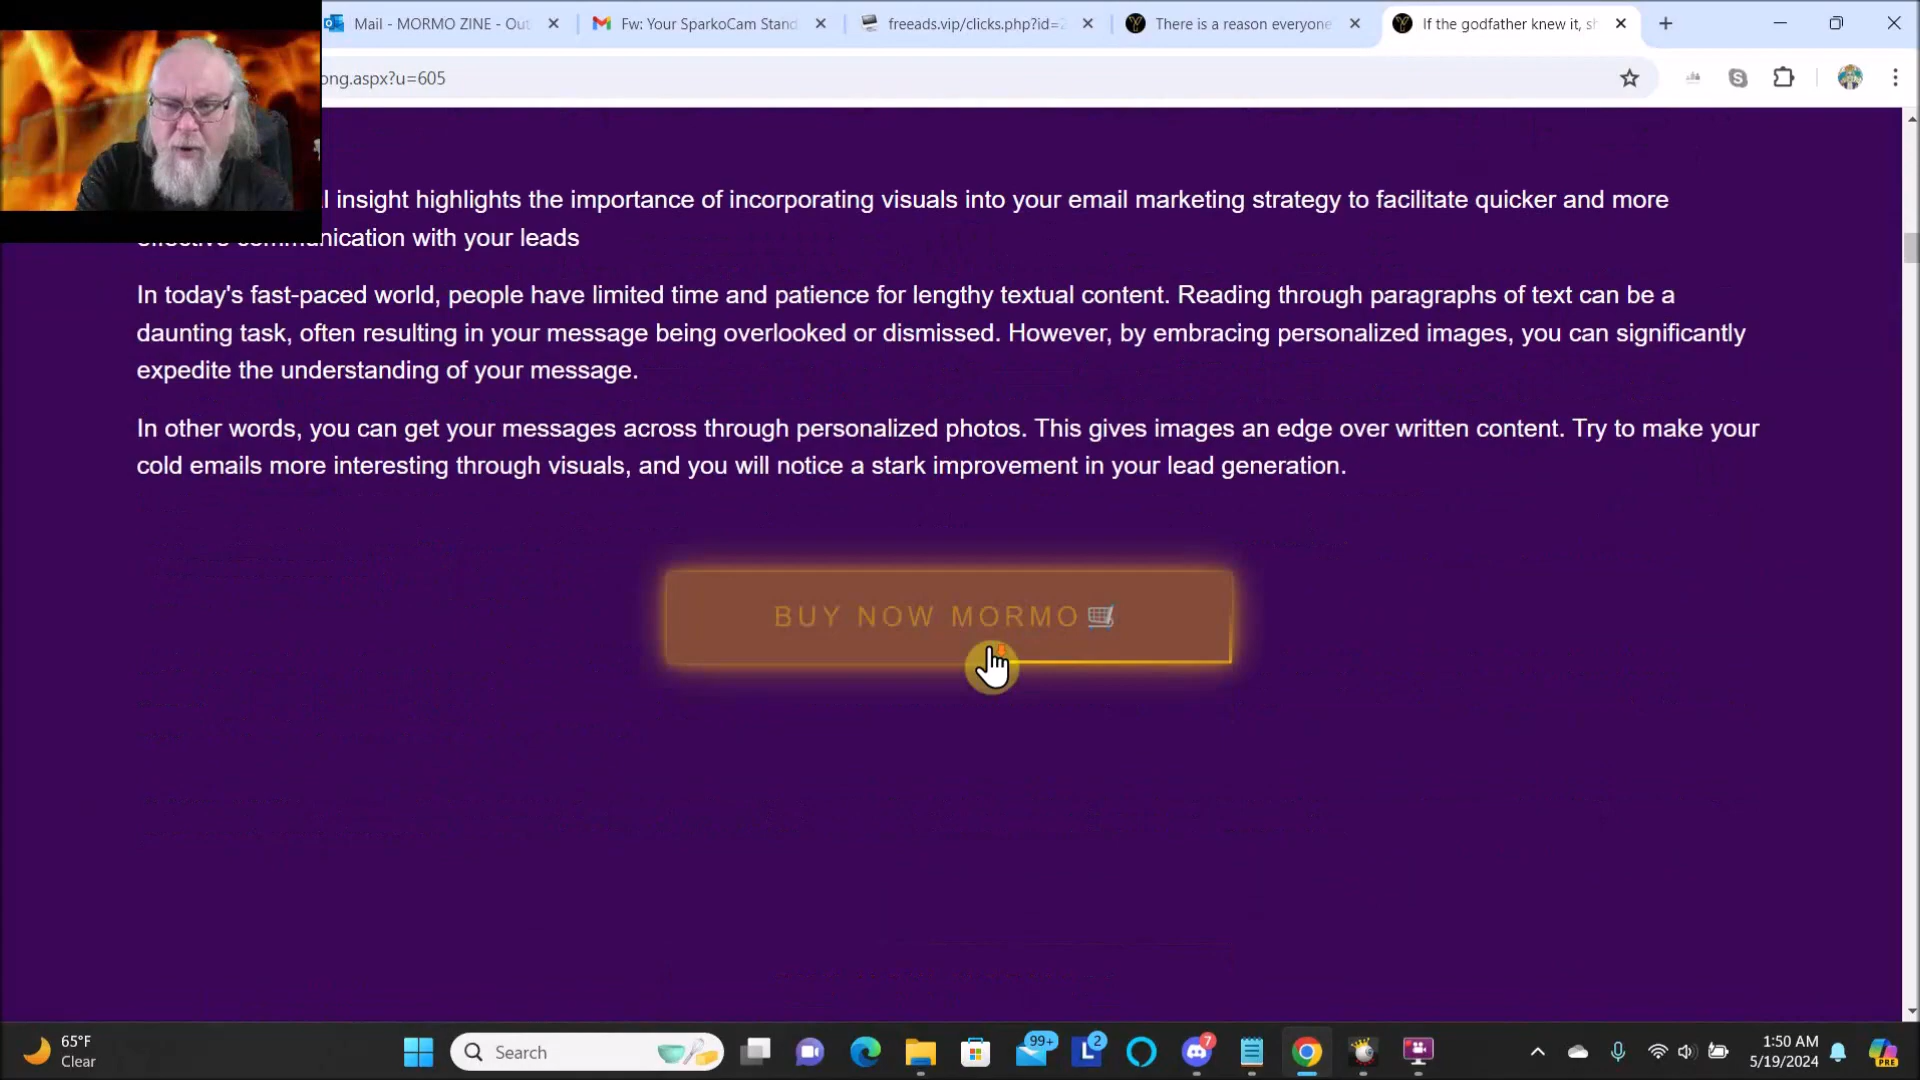 Mail - MORMO ZINE - Out
Fw: Your SparkoCam Stand
freeads.vip/clicks.php?id=2
There is a reason everyone
If the godfather knew it, sh
ong.aspx?u=605
l insight highlights the importance of incorporating visuals into your email marketing strategy to facilitate quicker and more
effective communication with your leads
In today's fast-paced world, people have limited time and patience for lengthy textual content. Reading through paragraphs of text can be a
daunting task, often resulting in your message being overlooked or dismissed. However, by embracing personalized images, you can significantly
expedite the understanding of your message.
In other words, you can get your messages across through personalized photos. This gives images an edge over written content. Try to make your
cold emails more interesting through visuals, and you will notice a stark improvement in your lead generation.
BUY NOW MORMO
65°F
Clear
Search
99+
L
2
7
1:50 AM
5/19/2024
PRE